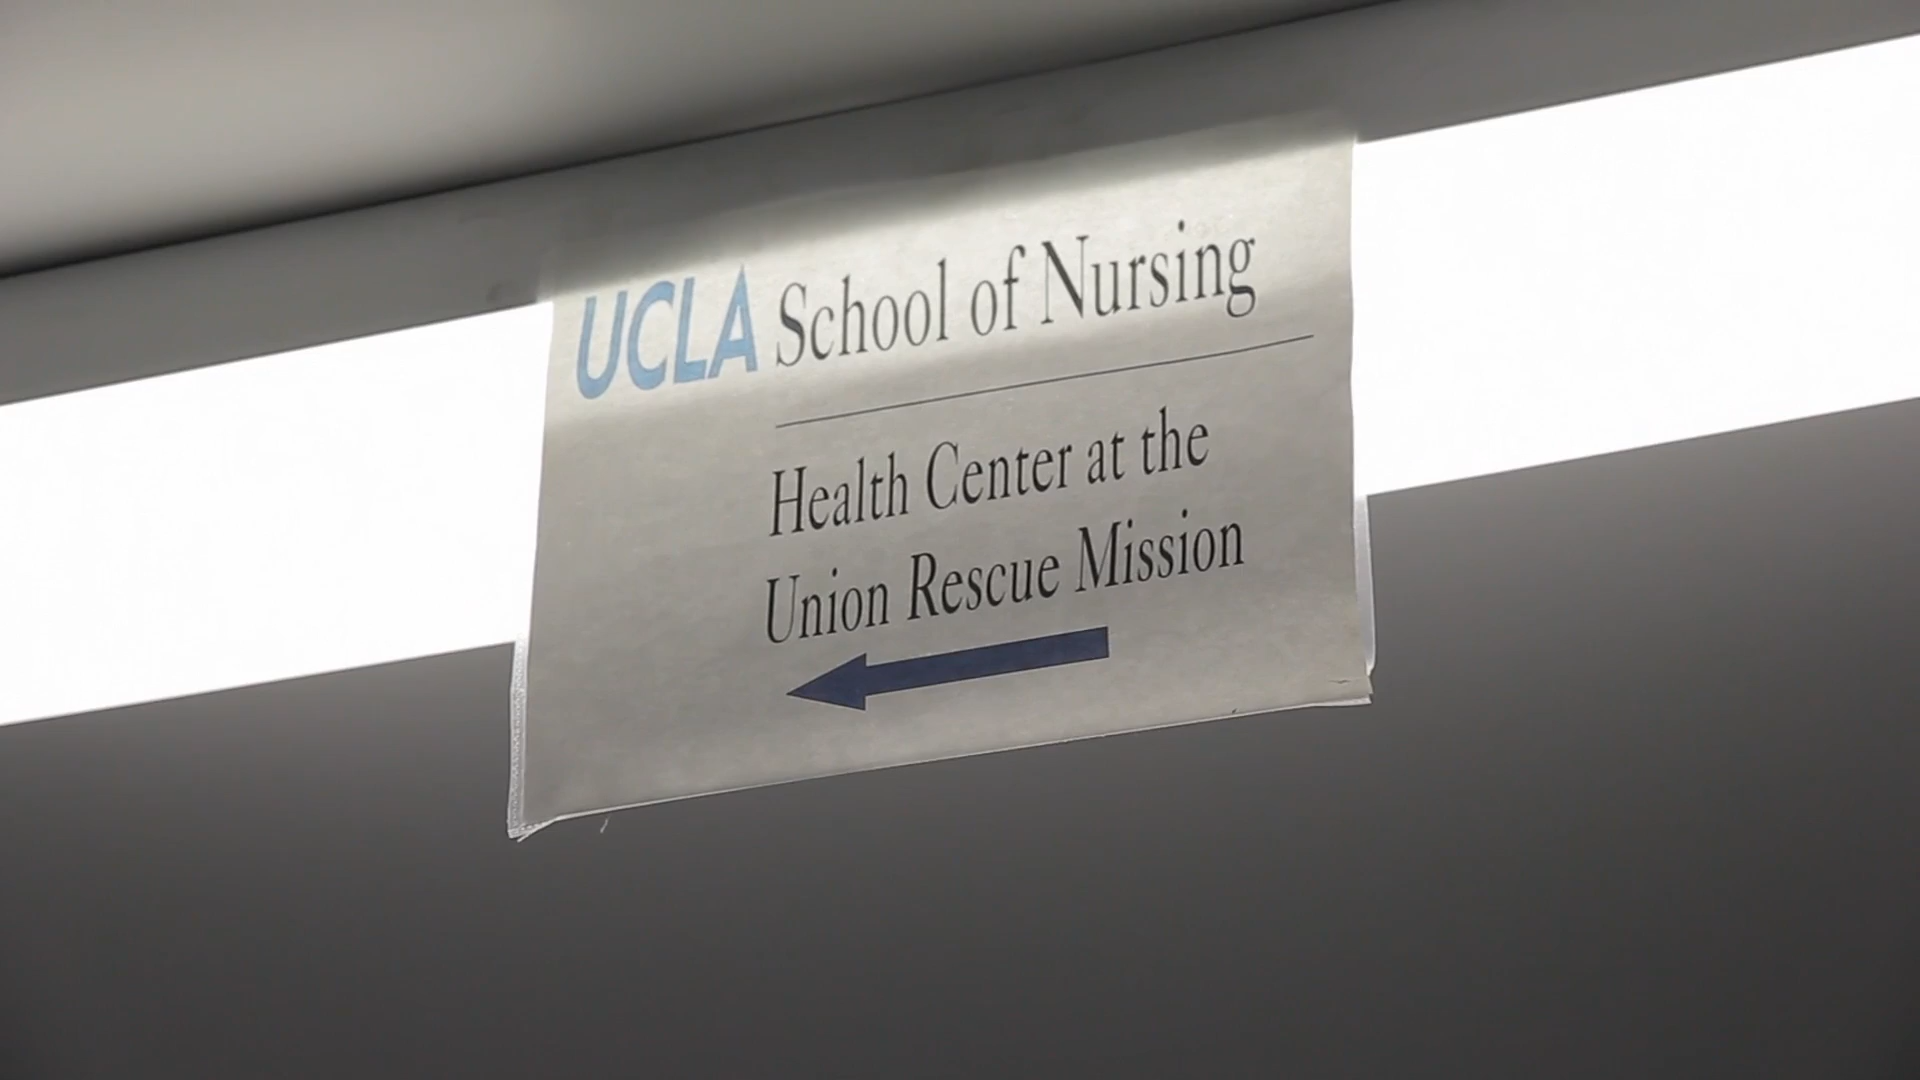 UCLA School of Nursing
Health Center at the
Union Rescue Mission